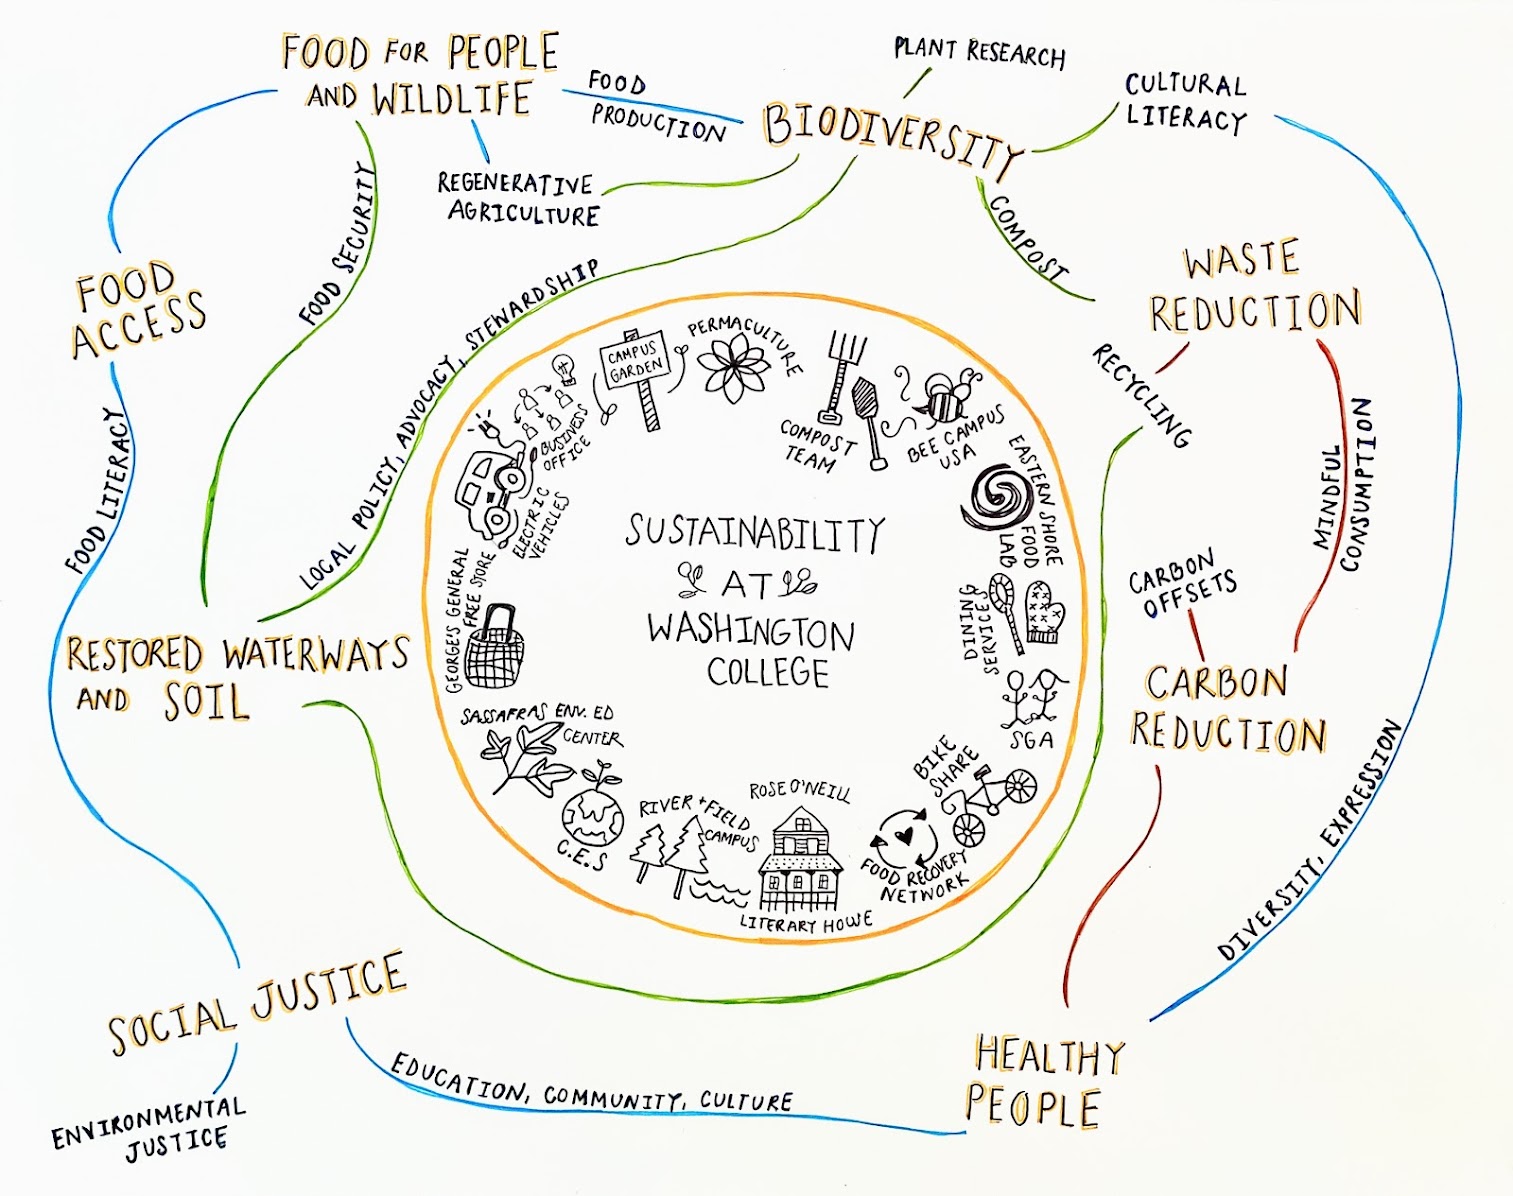 FOOD FOR PEOPLE
AND WILDLIFE
FOOD
PRODUCTION
PLANT RESEARCH
BIODIVERSITY
CULTURAL
LITERACY
REGENERATIVE
AGRICULTURE
FOOD SECURITY
COMPOST
FOOD
ACCESS
WASTE
REDUCTION
LOCAL POLICY, ADVOCACY, STEWARDSHIP
RECYCLING
MINDFUL
CONSUMPTION
FOOD LITERACY
CARBON
OFFSETS
RESTORED WATERWAYS
AND SOIL
CARBON
REDUCTION
DIVERSITY, EXPRESSION
SOCIAL JUSTICE
EDUCATION, COMMUNITY, CULTURE
HEALTHY
PEOPLE
ENVIRONMENTAL
JUSTICE
SUSTAINABILITY
AT
WASHINGTON
COLLEGE
CAMPUS
GARDEN
PERMACULTURE
COMPOST
TEAM
BEE CAMPUS
USA
EASTERN SHORE
FOOD
LAB
DINING
SERVICES
SGA
BIKE
SHARE
FOOD RECOVERY
NETWORK
ROSE O'NEILL
LITERARY HOUSE
RIVER + FIELD
CAMPUS
C.E.S
SASSAFRAS ENV. ED
CENTER
GEORGE'S GENERAL
FREE STORE
ELECTRIC
VEHICLES
BUSINESS
OFFICE